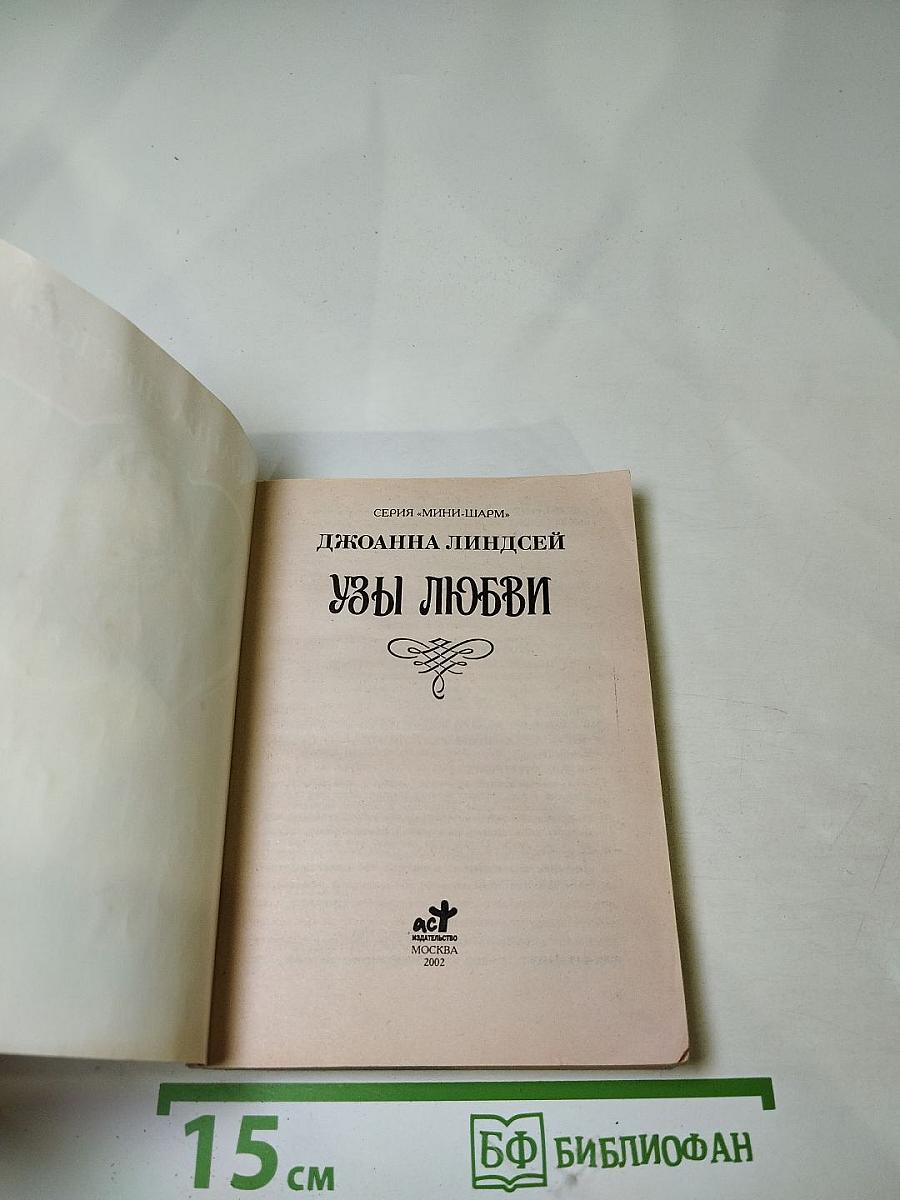 СЕРИЯ «МИНИ-ШАРМ»
ДЖОАННА ЛИНДСЕЙ
УЗЫ ЛЮБВИ
аст
ИЗДАТЕЛЬСТВО
МОСКВА
2002
15 см
БФ БИБЛИОФАН